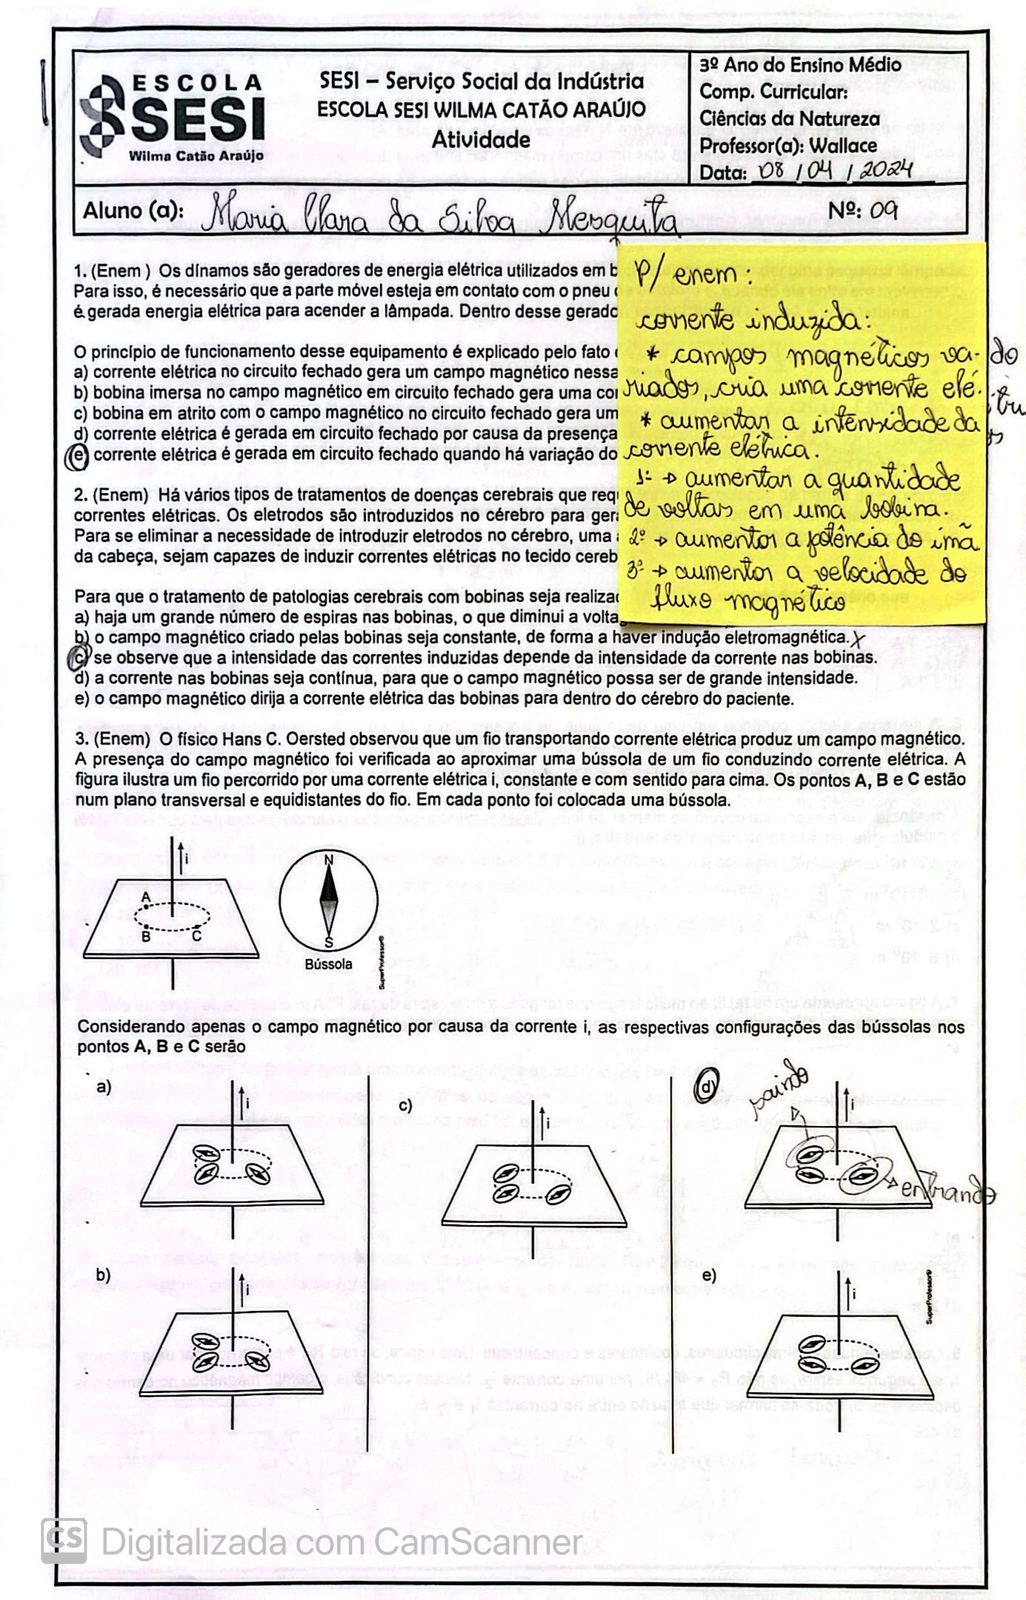 ESCOLA
SESI
Wilma Catão Araújo
SESI – Serviço Social da Indústria
ESCOLA SESI WILMA CATÃO ARAÚJO
Atividade
3º Ano do Ensino Médio
Comp. Curricular:
Ciências da Natureza
Professor(a): Wallace
Data: 08 / 04 / 2024
Aluno (a): Maria Clara da Silva Mesquita Nº: 09
1. (Enem ) Os dínamos são geradores de energia elétrica utilizados em b
Para isso, é necessário que a parte móvel esteja em contato com o pneu
é gerada energia elétrica para acender a lâmpada. Dentro desse gerado
O princípio de funcionamento desse equipamento é explicado pelo fato do
a) corrente elétrica no circuito fechado gera um campo magnético nessa
b) bobina imersa no campo magnético em circuito fechado gera uma
c) bobina em atrito com o campo magnético no circuito fechado gera um
d) corrente elétrica é gerada em circuito fechado por causa da presença
e) corrente elétrica é gerada em circuito fechado quando há variação do
P/ enem:
corrente induzida:
* campos magnéticos va-
riados, cria uma corrente elé.
* aumentar a intensidade da
corrente elétrica.
1º → aumentar a quantidade
de voltas em uma bobina.
2º → aumentar a potência do imã
3º → aumentar a velocidade do
fluxo magnético
2. (Enem) Há vários tipos de tratamentos de doenças cerebrais que req
correntes elétricas. Os eletrodos são introduzidos no cérebro para ger
Para se eliminar a necessidade de introduzir eletrodos no cérebro, uma
da cabeça, sejam capazes de induzir correntes elétricas no tecido cereb
Para que o tratamento de patologias cerebrais com bobinas seja realiza
a) haja um grande número de espiras nas bobinas, o que diminui a volta
b) o campo magnético criado pelas bobinas seja constante, de forma a haver indução eletromagnética. X
c) se observe que a intensidade das correntes induzidas depende da intensidade da corrente nas bobinas.
d) a corrente nas bobinas seja contínua, para que o campo magnético possa ser de grande intensidade.
e) o campo magnético dirija a corrente elétrica das bobinas para dentro do cérebro do paciente.
3. (Enem) O físico Hans C. Oersted observou que um fio transportando corrente elétrica produz um campo magnético.
A presença do campo magnético foi verificada ao aproximar uma bússola de um fio conduzindo corrente elétrica. A
figura ilustra um fio percorrido por uma corrente elétrica i, constante e com sentido para cima. Os pontos A, B e C estão
num plano transversal e equidistantes do fio. Em cada ponto foi colocada uma bússola.
i
A
B
C
N
S
Bússola
SuperProfessor®
Considerando apenas o campo magnético por causa da corrente i, as respectivas configurações das bússolas nos
pontos A, B e C serão
a)
i
c)
i
d)
saindo
i
entrando
b)
i
e)
i
SuperProfessor®
CS Digitalizada com CamScanner